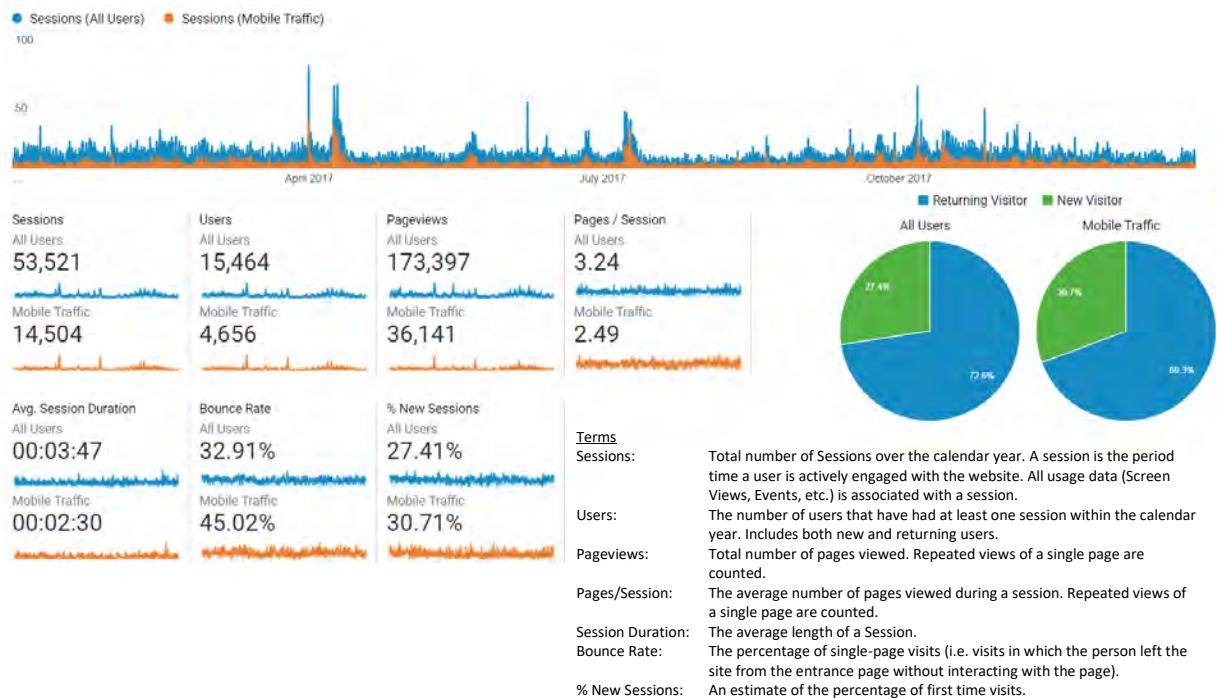 Sessions (All Users) Sessions (Mobile Traffic)
100
50
...
April 2017
July 2017
October 2017
Returning Visitor New Visitor
Sessions
All Users
53,521
Mobile Traffic
14,504
Users
All Users
15,464
Mobile Traffic
4,656
Pageviews
All Users
173,397
Mobile Traffic
36,141
Pages / Session
All Users
3.24
Mobile Traffic
2.49
All Users
27.4%
72.6%
Mobile Traffic
30.7%
69.3%
Avg. Session Duration
All Users
00:03:47
Mobile Traffic
00:02:30
Bounce Rate
All Users
32.91%
Mobile Traffic
45.02%
% New Sessions
All Users
27.41%
Mobile Traffic
30.71%
Terms
Sessions: Total number of Sessions over the calendar year. A session is the period
time a user is actively engaged with the website. All usage data (Screen
Views, Events, etc.) is associated with a session.
Users: The number of users that have had at least one session within the calendar
year. Includes both new and returning users.
Pageviews: Total number of pages viewed. Repeated views of a single page are
counted.
Pages/Session: The average number of pages viewed during a session. Repeated views of
a single page are counted.
Session Duration: The average length of a Session.
Bounce Rate: The percentage of single-page visits (i.e. visits in which the person left the
site from the entrance page without interacting with the page).
% New Sessions: An estimate of the percentage of first time visits.